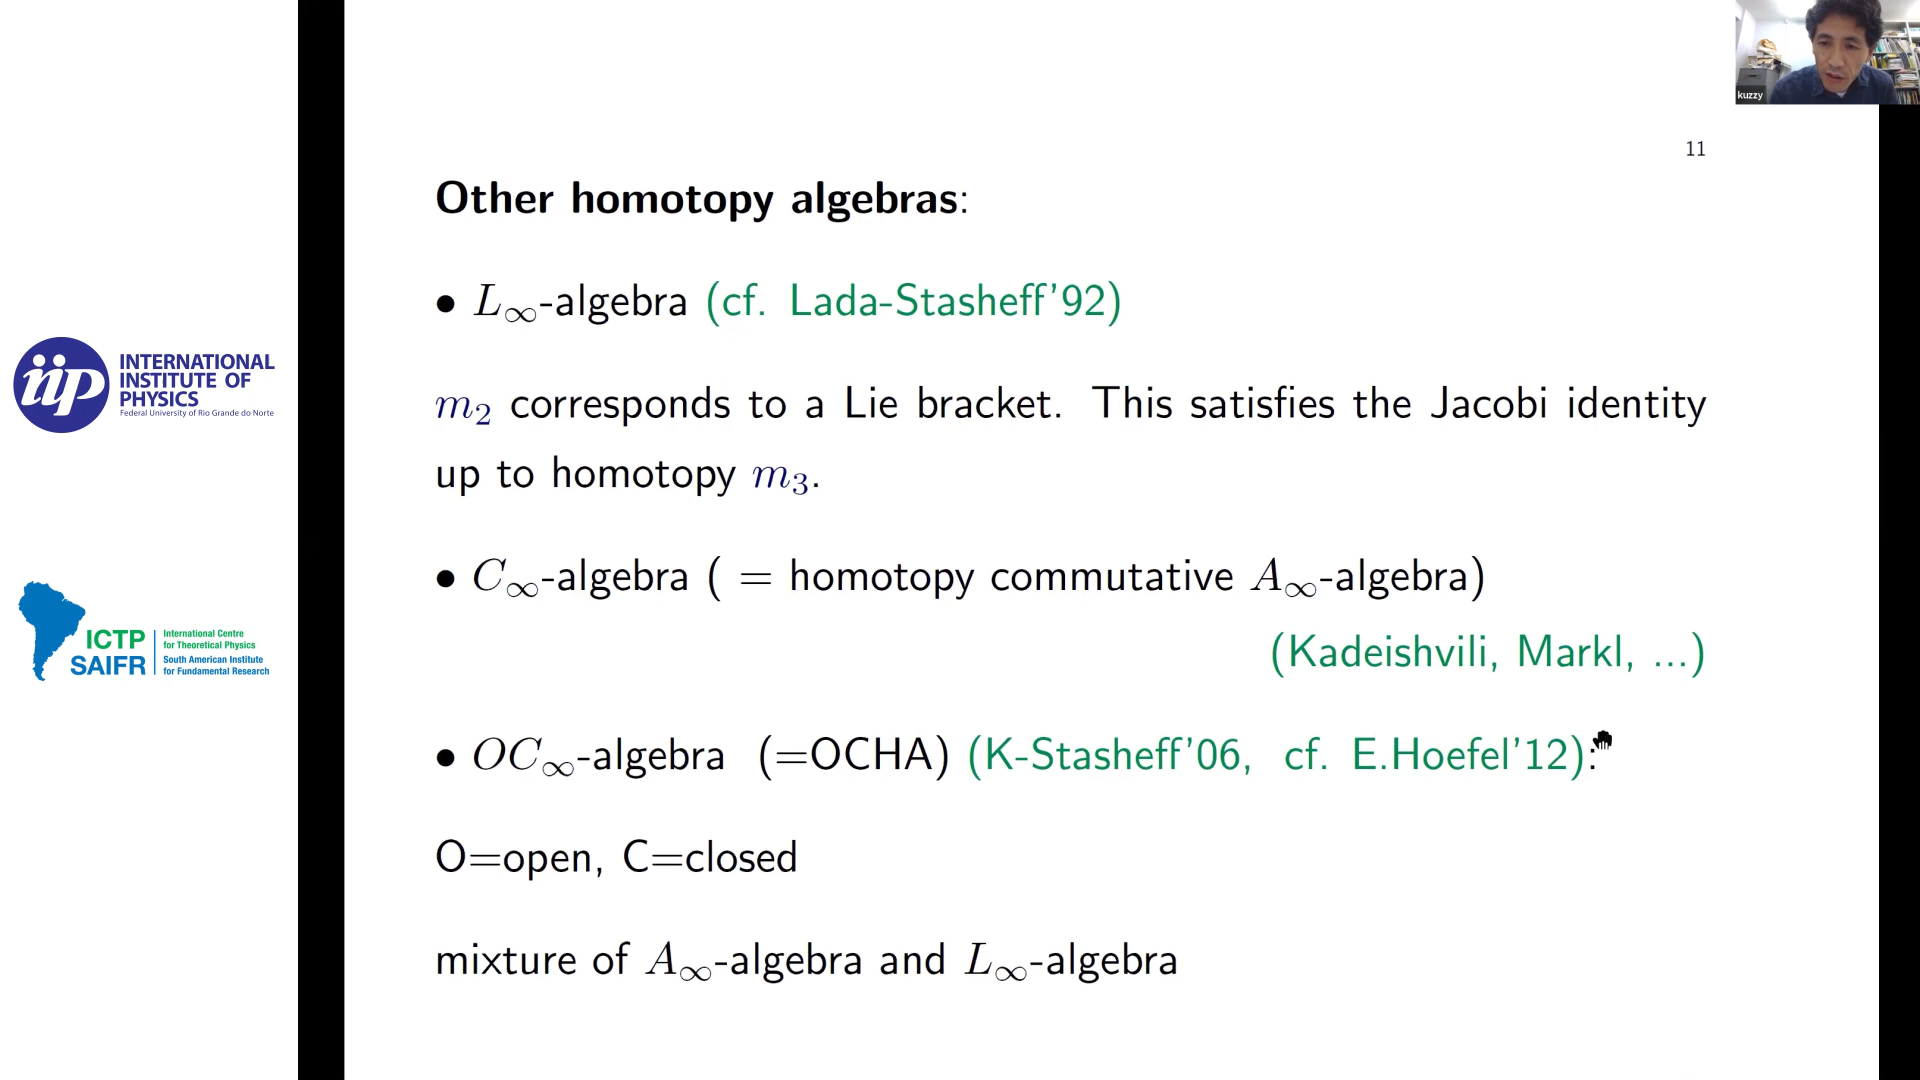 kuzzy
11
Other homotopy algebras:
• L∞-algebra (cf. Lada-Stasheff'92)
m₂ corresponds to a Lie bracket. This satisfies the Jacobi identity
up to homotopy m₃.
• C∞-algebra ( = homotopy commutative A∞-algebra)
(Kadeishvili, Markl, ...)
• OC∞-algebra (=OCHA) (K-Stasheff'06, cf. E.Hoefel'12):
O=open, C=closed
mixture of A∞-algebra and L∞-algebra
iip
INTERNATIONAL
INSTITUTE OF
PHYSICS
Federal University of Rio Grande do Norte
ICTP
SAIFR
International Centre
for Theoretical Physics
South American Institute
for Fundamental Research